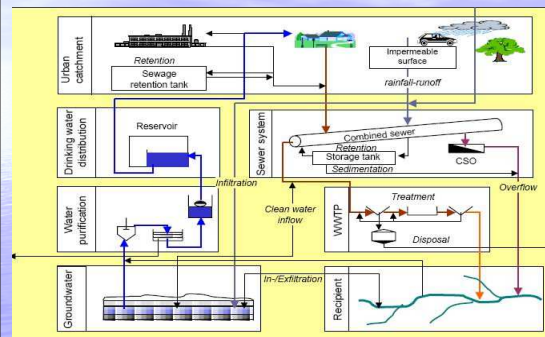 Urban
catchment
Retention
Sewage
retention tank
Impermeable
surface
rainfall-runoff
Drinking water
distribution
Reservoir
Sewer system
Combined sewer
Retention
Storage tank
Sedimentation
CSO
Infiltration
Overflow
Water
purification
Clean water
inflow
WWTP
Treatment
Disposal
Groundwater
In-/Exfiltration
Recipient